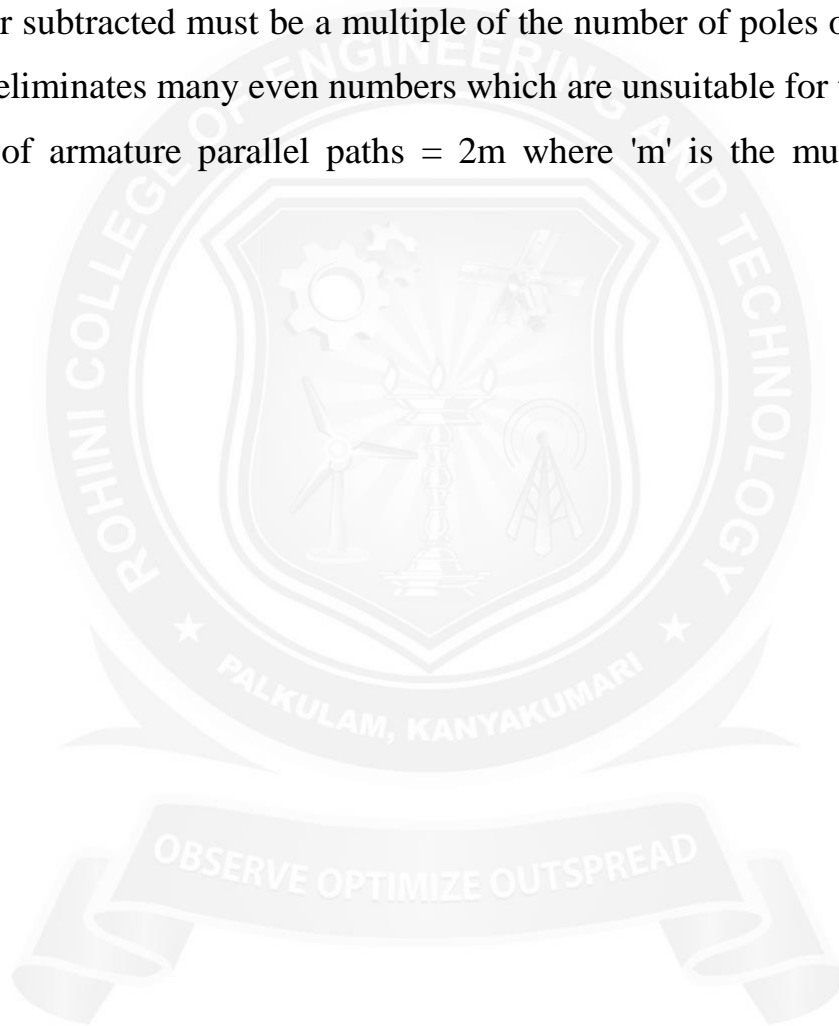 r subtracted must be a multiple of the number of poles o
eliminates many even numbers which are unsuitable for
of armature parallel paths = 2m where 'm' is the mu
ROHINI COLLEGE OF ENGINEERING AND TECHNOLOGY
PALKULAM, KANYAKUMARI
OBSERVE OPTIMIZE OUTSPREAD